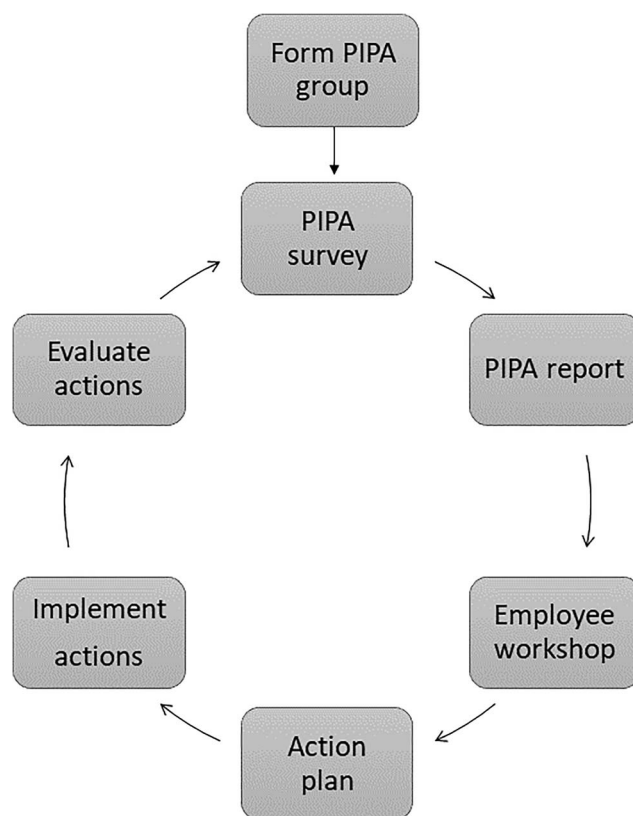 Form PIPA
group
PIPA
survey
PIPA report
Employee
workshop
Action
plan
Implement
actions
Evaluate
actions